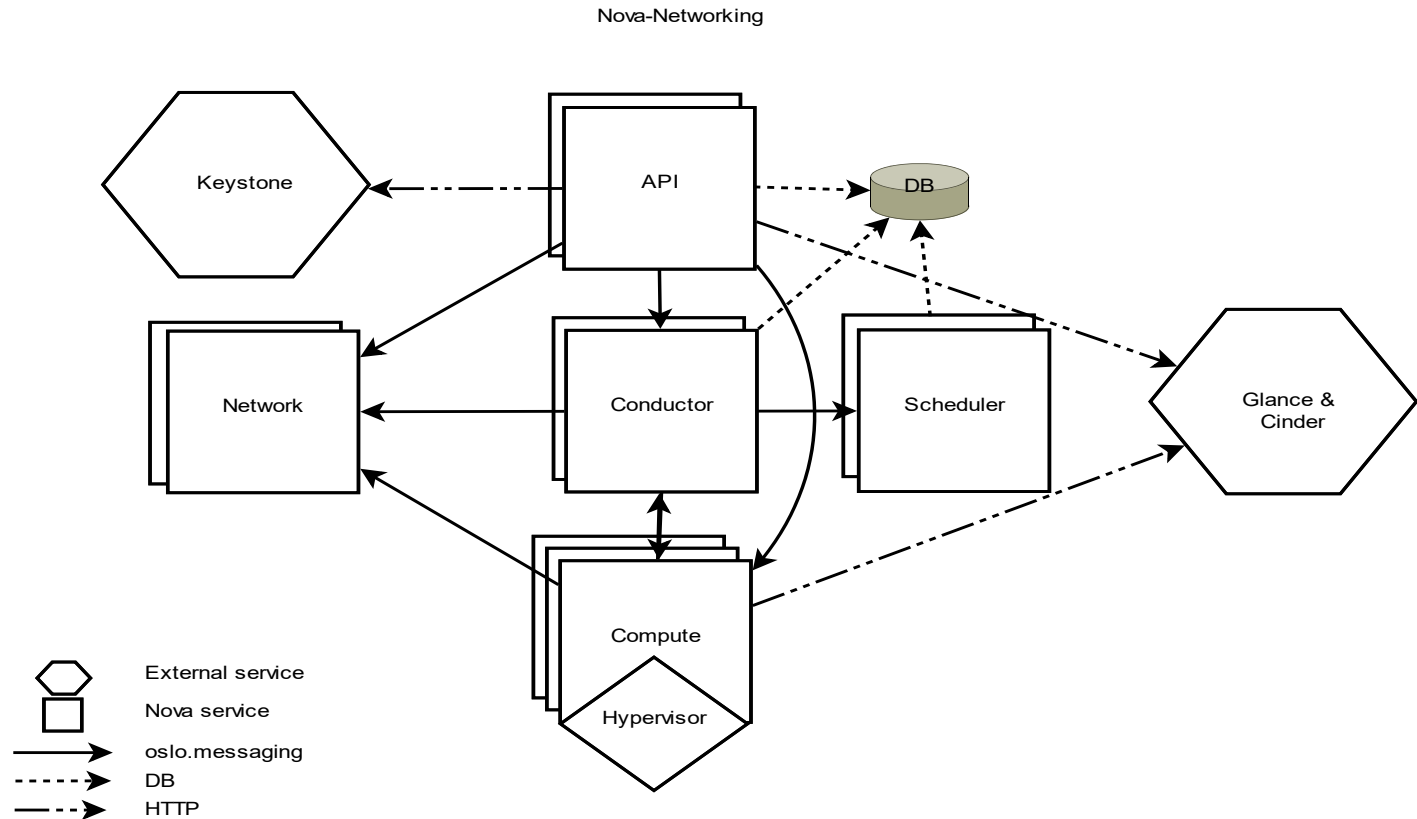 Nova-Networking
Keystone
API
DB
Network
Conductor
Scheduler
Glance &
Cinder
Compute
Hypervisor
External service
Nova service
oslo.messaging
DB
HTTP